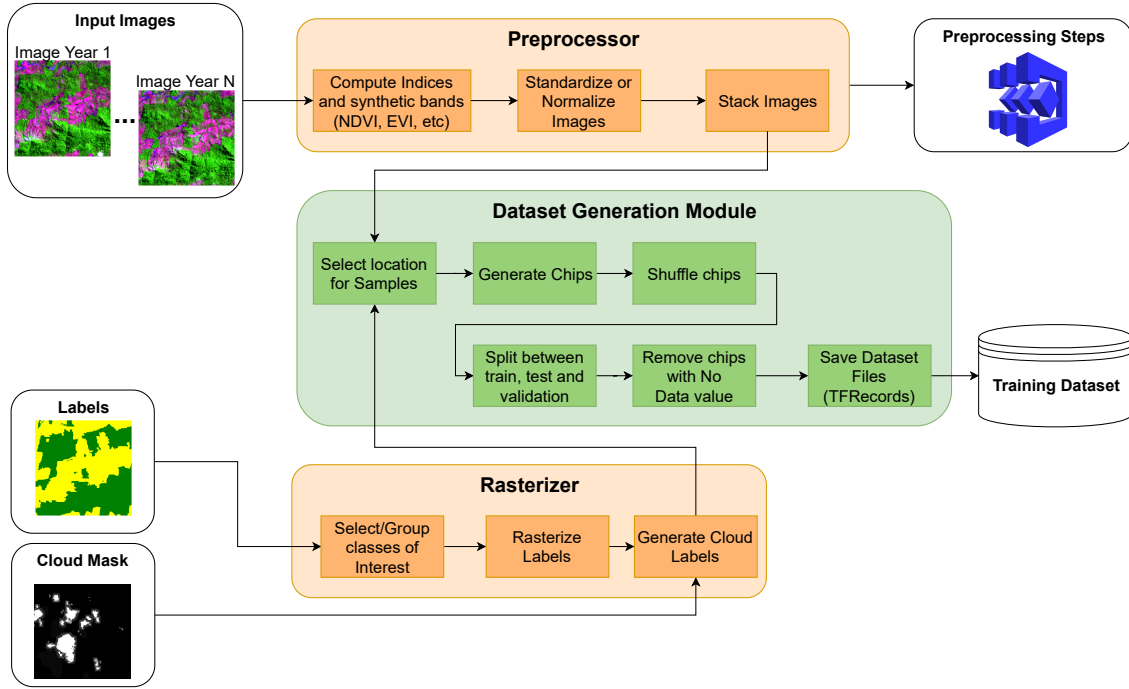 Input Images
Image Year 1
Image Year N
...
Preprocessor
Compute Indices
and synthetic bands
(NDVI, EVI, etc)
Standardize or
Normalize
Images
Stack Images
Preprocessing Steps
Dataset Generation Module
Select location
for Samples
Generate Chips
Shuffle chips
Split between
train, test and
validation
Remove chips
with No
Data value
Save Dataset
Files
(TFRecords)
Training Dataset
Labels
Cloud Mask
Rasterizer
Select/Group
classes of
Interest
Rasterize
Labels
Generate Cloud
Labels